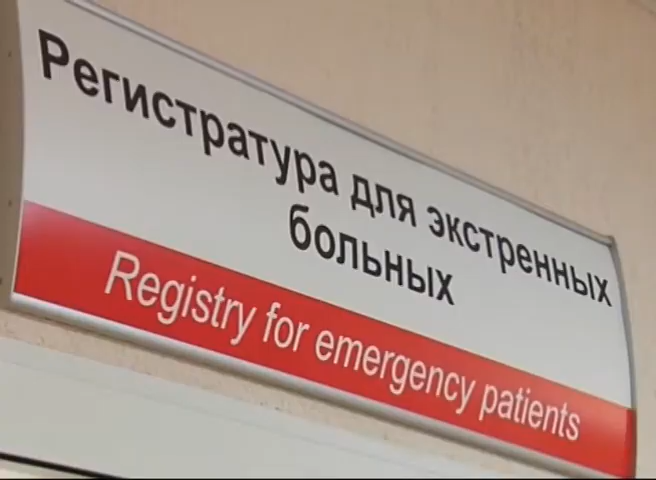 Регистратура для экстренных
больных
Registry for emergency patients